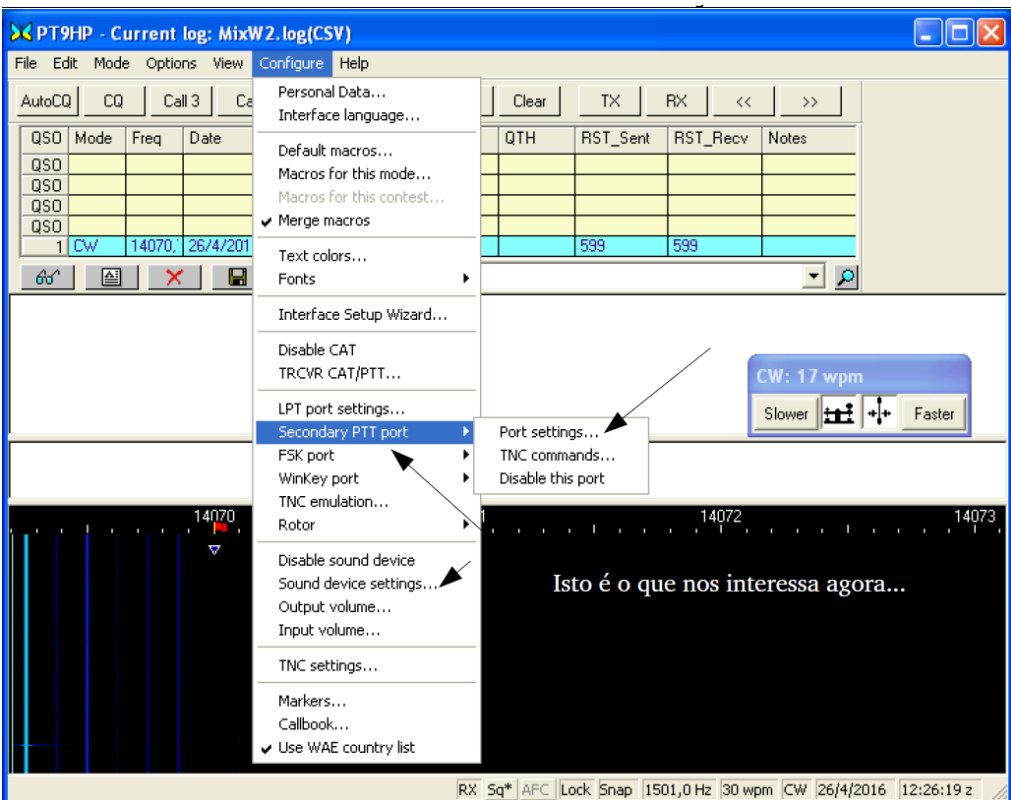 PT9HP - Current log: MixW2.log(CSV)
File Edit Mode Options View Configure Help
AutoCQ CQ Call 3 Clear TX RX << >>
QSO Mode Freq Date QTH RST_Sent RST_Recv Notes
QSO
QSO
QSO
QSO
1 CW 14070, 26/4/201 599 599
Personal Data...
Interface language...
Default macros...
Macros for this mode...
Macros for this contest...
Merge macros
Text colors...
Fonts
Interface Setup Wizard...
Disable CAT
TRCVR CAT/PTT...
LPT port settings...
Secondary PTT port
FSK port
WinKey port
TNC emulation...
Rotor
Disable sound device
Sound device settings...
Output volume...
Input volume...
TNC settings...
Markers...
Callbook...
Use WAE country list
Port settings...
TNC commands...
Disable this port
CW: 17 wpm
Slower Faster
14070 14072 14073
Isto é o que nos interessa agora...
RX Sq* AFC Lock Snap 1501,0 Hz 30 wpm CW 26/4/2016 12:26:19 z